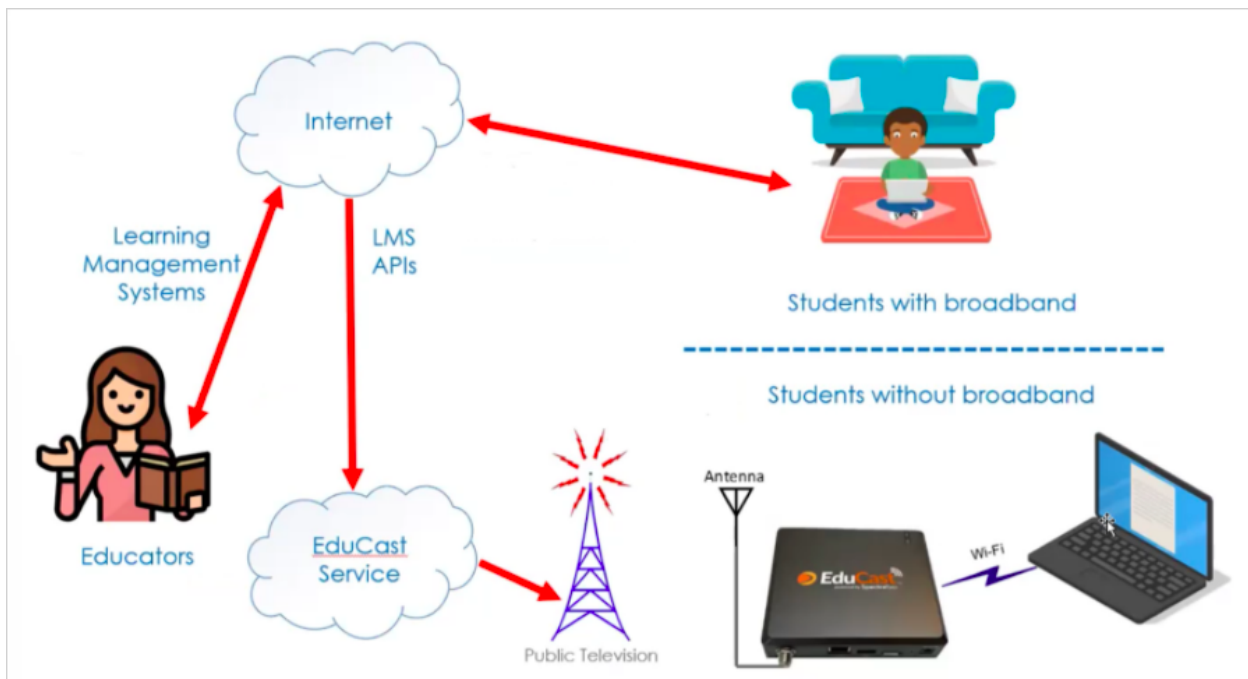 Internet
Learning
Management
Systems
LMS
APIs
Students with broadband
Students without broadband
Educators
EduCast
Service
Public Television
Antenna
EduCast
Wi-Fi